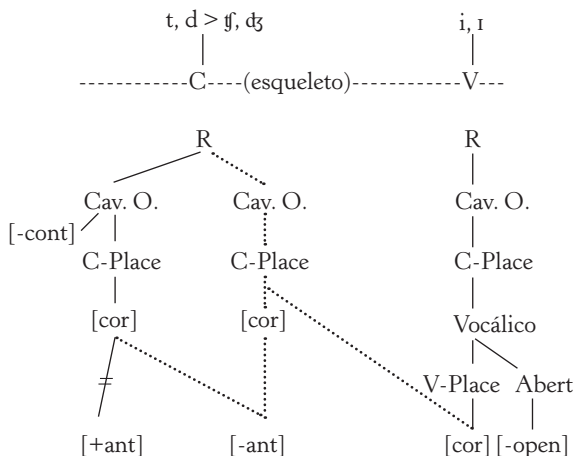 t, d > ʧ, ʤ i, ɪ
----------------C----(esqueleto)------------V---
R R
Cav. O. Cav. O. Cav. O.
[-cont]
C-Place C-Place C-Place
[cor] [cor] Vocálico
V-Place Abert
[+ant] [-ant] [cor] [-open]